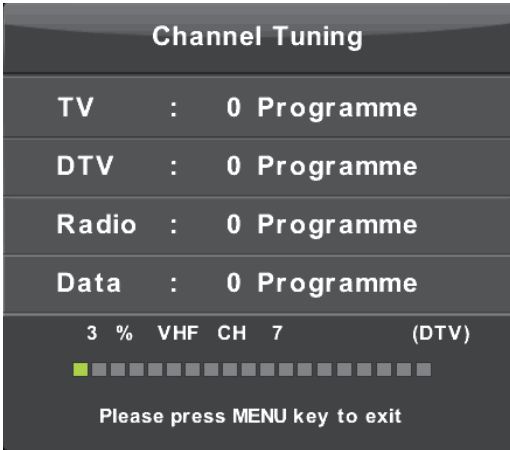 Channel Tuning
TV : 0 Programme
DTV : 0 Programme
Radio : 0 Programme
Data : 0 Programme
3 % VHF CH 7 (DTV)
Please press MENU key to exit